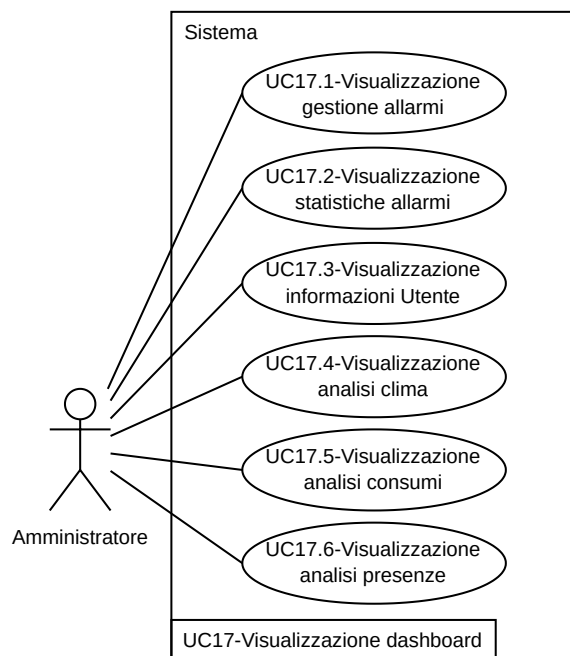 Sistema
UC17.1-Visualizzazione
gestione allarmi
UC17.2-Visualizzazione
statistiche allarmi
UC17.3-Visualizzazione
informazioni Utente
UC17.4-Visualizzazione
analisi clima
UC17.5-Visualizzazione
analisi consumi
Amministratore
UC17.6-Visualizzazione
analisi presenze
UC17-Visualizzazione dashboard